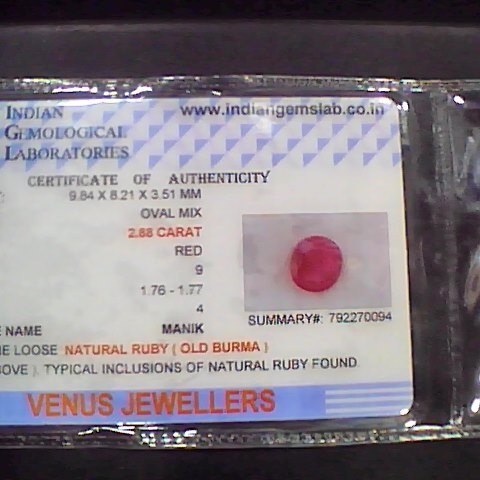 INDIAN
GEMOLOGICAL
LABORATORIES
www.indiangemslab.co.in
CERTIFICATE OF AUTHENTICITY
9.84 X 8.21 X 3.51 MM
OVAL MIX
2.88 CARAT
RED
9
1.76 - 1.77
4
NAME MANIK
LOOSE NATURAL RUBY ( OLD BURMA )
TYPICAL INCLUSIONS OF NATURAL RUBY FOUND
SUMMARY#: 792270094
VENUS JEWELLERS